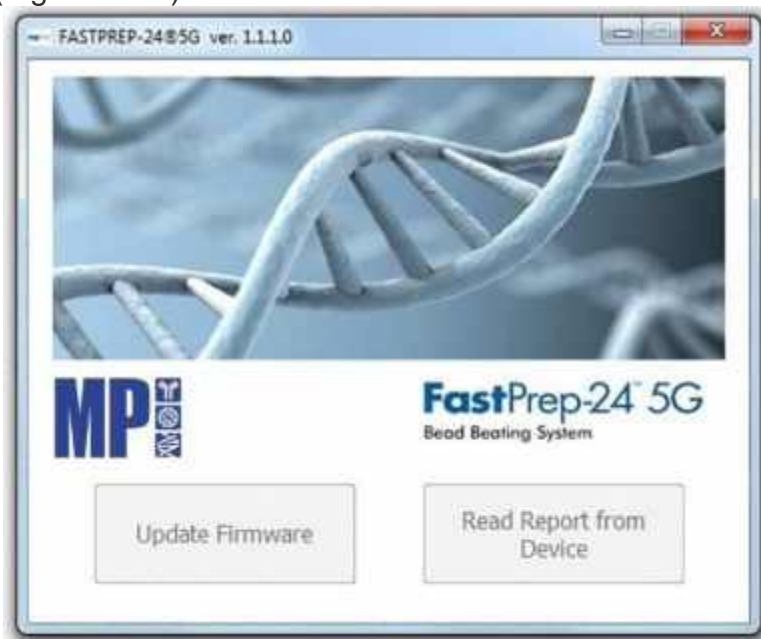 FASTPREP-24®5G ver. 1.1.1.0
MP
FastPrep-24™ 5G
Bead Beating System
Update Firmware
Read Report from
Device